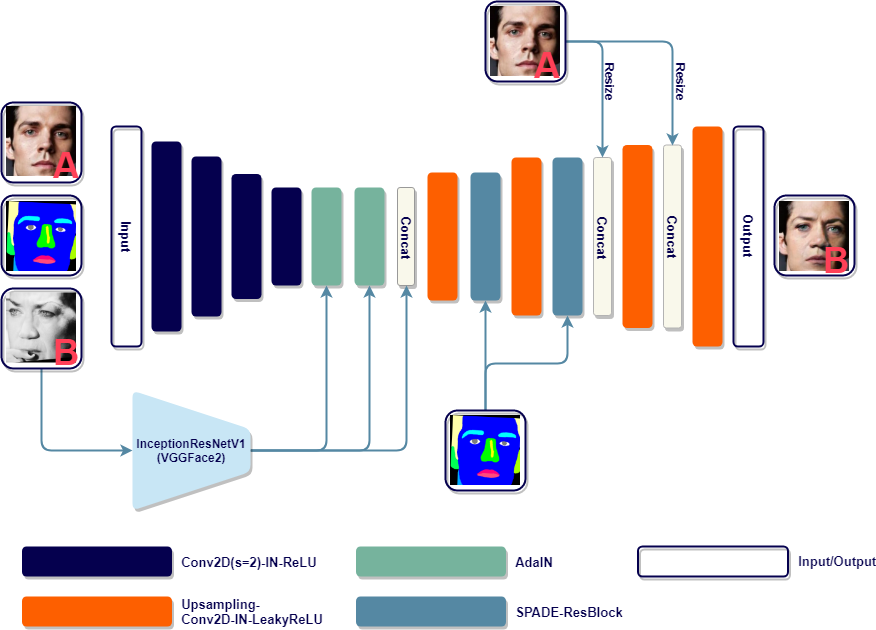 A
Resize
Resize
A
Input
Concat
Concat
Concat
Output
B
B
InceptionResNetV1
(VGGFace2)
Conv2D(s=2)-IN-ReLU
AdaIN
Input/Output
Upsampling-
Conv2D-IN-LeakyReLU
SPADE-ResBlock